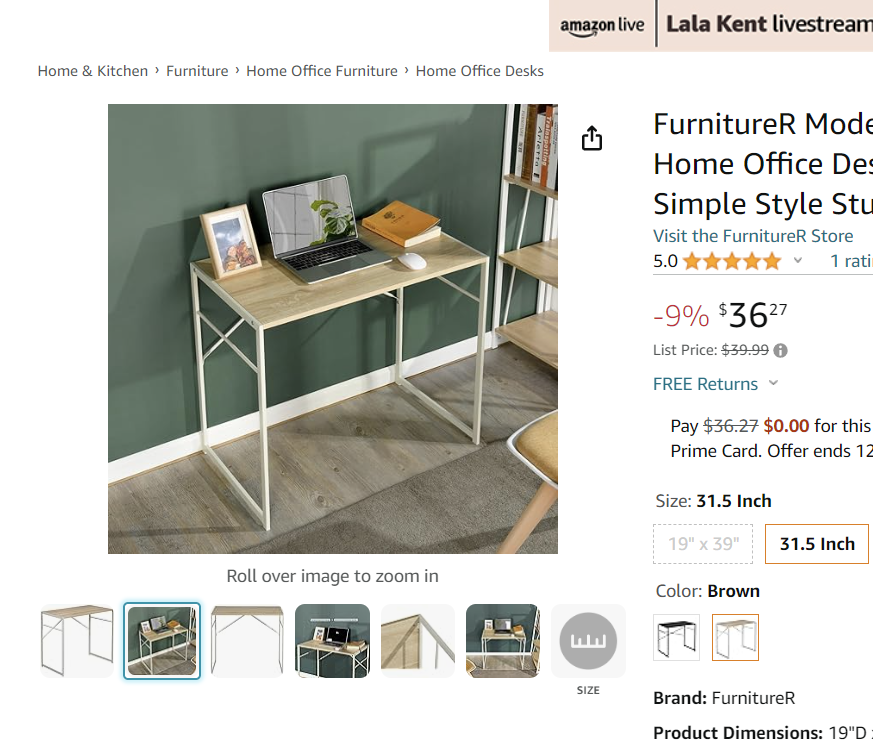 amazon live
Lala Kent livestream
Home & Kitchen › Furniture › Home Office Furniture › Home Office Desks
FurnitureR Mode
Home Office Des
Simple Style Stu
Visit the FurnitureR Store
5.0
1 rati
-9% $36 27
List Price: $39.99
FREE Returns
Pay $36.27 $0.00 for this
Prime Card. Offer ends 12
Size: 31.5 Inch
19" x 39"
31.5 Inch
Color: Brown
Roll over image to zoom in
SIZE
Brand: FurnitureR
Product Dimensions: 19"D